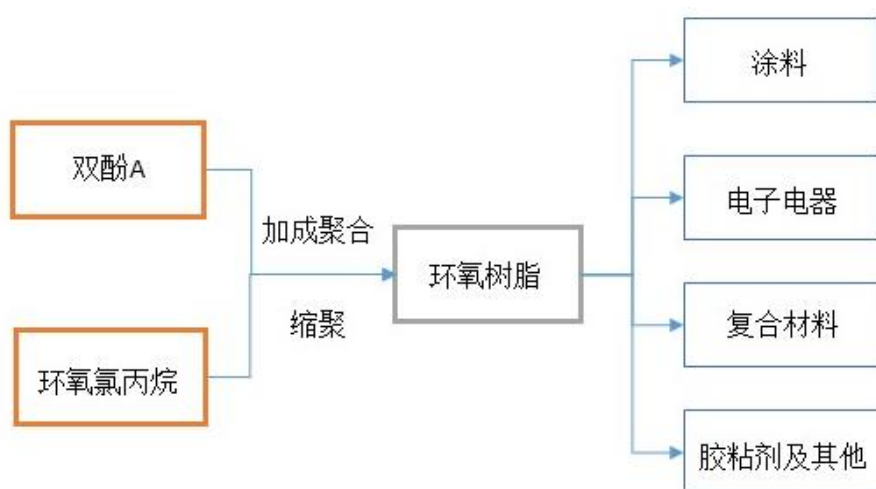 双酚A
环氧氯丙烷
加成聚合
缩聚
环氧树脂
涂料
电子电器
复合材料
胶粘剂及其他